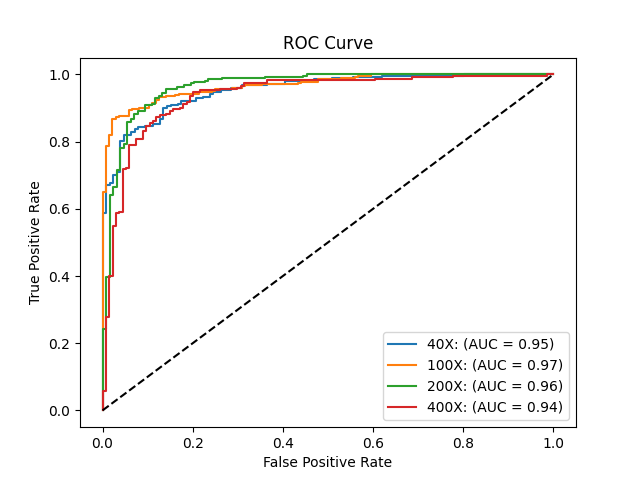 ROC Curve
True Positive Rate
1.0
0.8
0.6
0.4
0.2
0.0
40X: (AUC = 0.95)
100X: (AUC = 0.97)
200X: (AUC = 0.96)
400X: (AUC = 0.94)
0.0 0.2 0.4 0.6 0.8 1.0
False Positive Rate